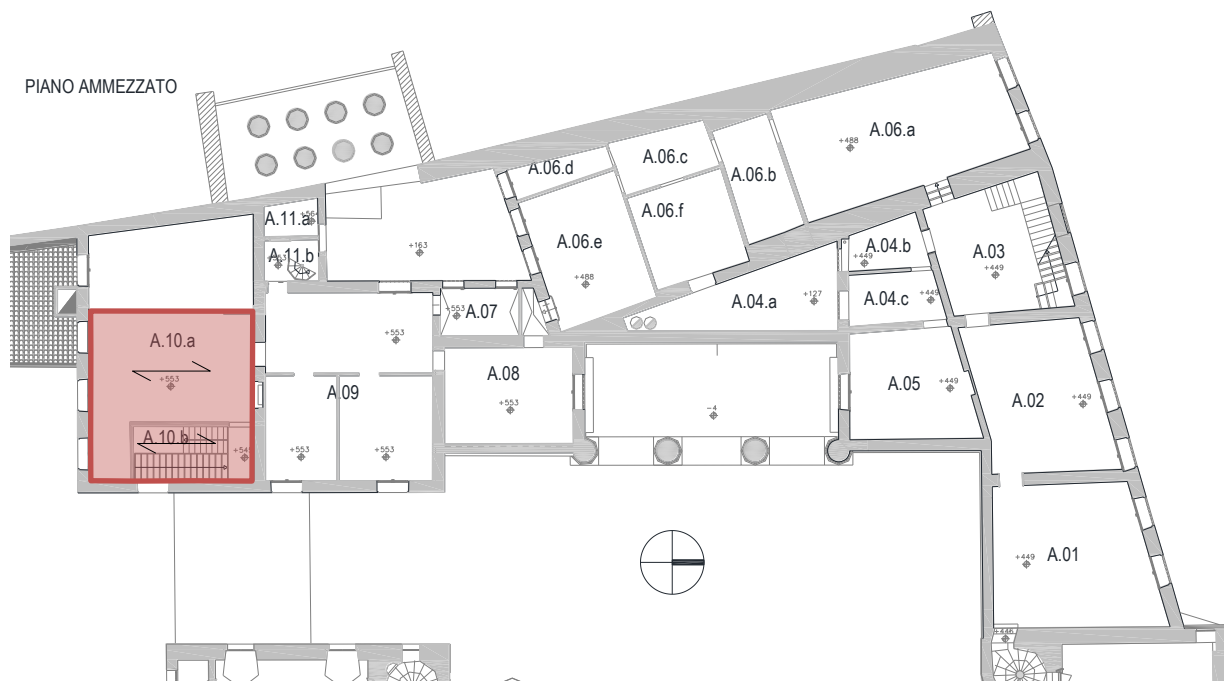 PIANO AMMEZZATO
A.06.a
+488
A.06.c
A.06.d
A.06.b
A.06.f
A.11.a
+56
A.06.e
A.04.b
+449
A.03
+449
A.11.b
+163
+488
A.04.c
+449
A.04.a
+127
+553
A.07
+553
A.10.a
+553
A.09
A.08
+553
A.05
+449
A.02
+449
-4
A.10.b
+54
+553
+553
A.01
+449
+446